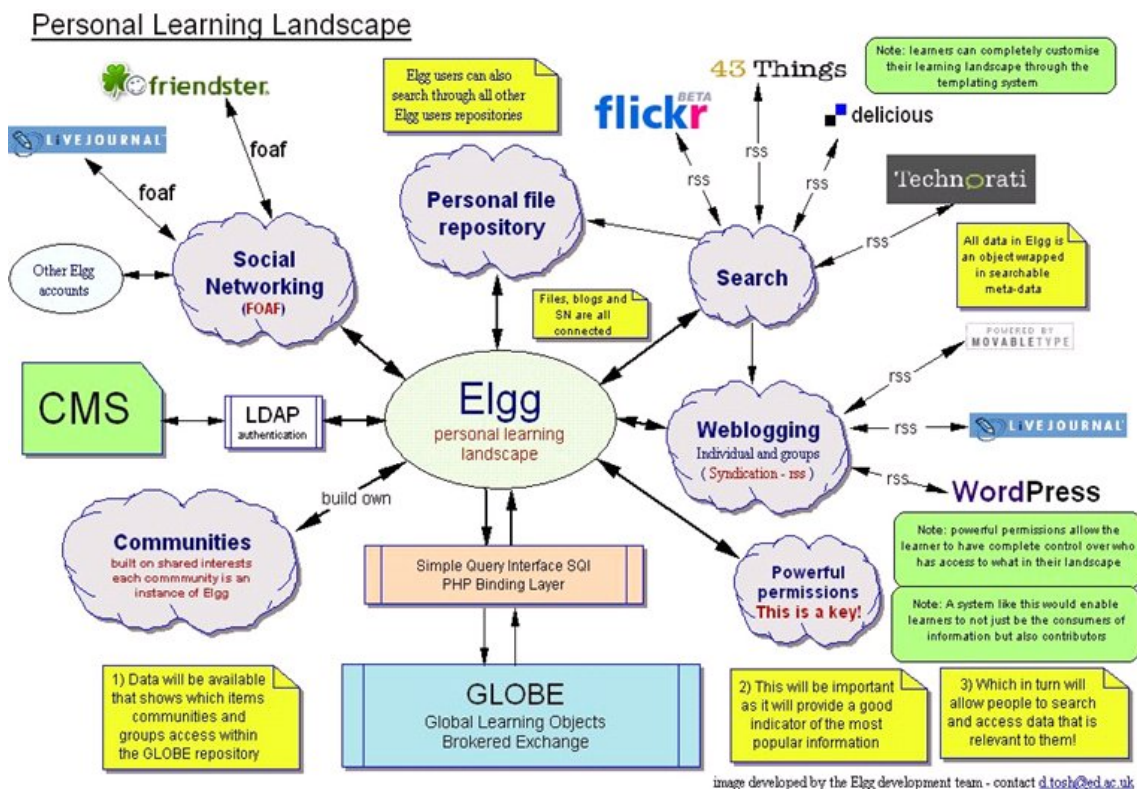 Personal Learning Landscape
friendster.
LIVEJOURNAL
foaf
foaf
Other Elgg
accounts
Social
Networking
(FOAF)
Elgg users can also
search through all other
Elgg users repositories
Personal file
repository
Files, blogs and
SN are all
connected
43 Things
flickr BETA
delicious
Technorati
rss
rss
rss
rss
Search
Note: learners can completely customise
their learning landscape through the
templating system
All data in Elgg is
an object wrapped
in searchable
meta-data
CMS
LDAP
authentication
Elgg
personal learning
landscape
Weblogging
Individual and groups
( Syndication - rss )
rss
rss
rss
POWERED BY
MOVABLETYPE
LIVEJOURNAL
WORDPRESS
build own
Communities
built on shared interests
each commmunity is an
instance of Elgg
Simple Query Interface SQI
PHP Binding Layer
GLOBE
Global Learning Objects
Brokered Exchange
Powerful
permissions
This is a key!
Note: powerful permissions allow the
learner to have complete control over who
has access to what in their landscape
Note: A system like this would enable
learners to not just be the consumers of
information but also contributors
1) Data will be available
that shows which items
communities and
groups access within
the GLOBE repository
2) This will be important
as it will provide a good
indicator of the most
popular information
3) Which in turn will
allow people to search
and access data that is
relevant to them!
image developed by the Elgg development team - contact d.tosh@ed.ac.uk